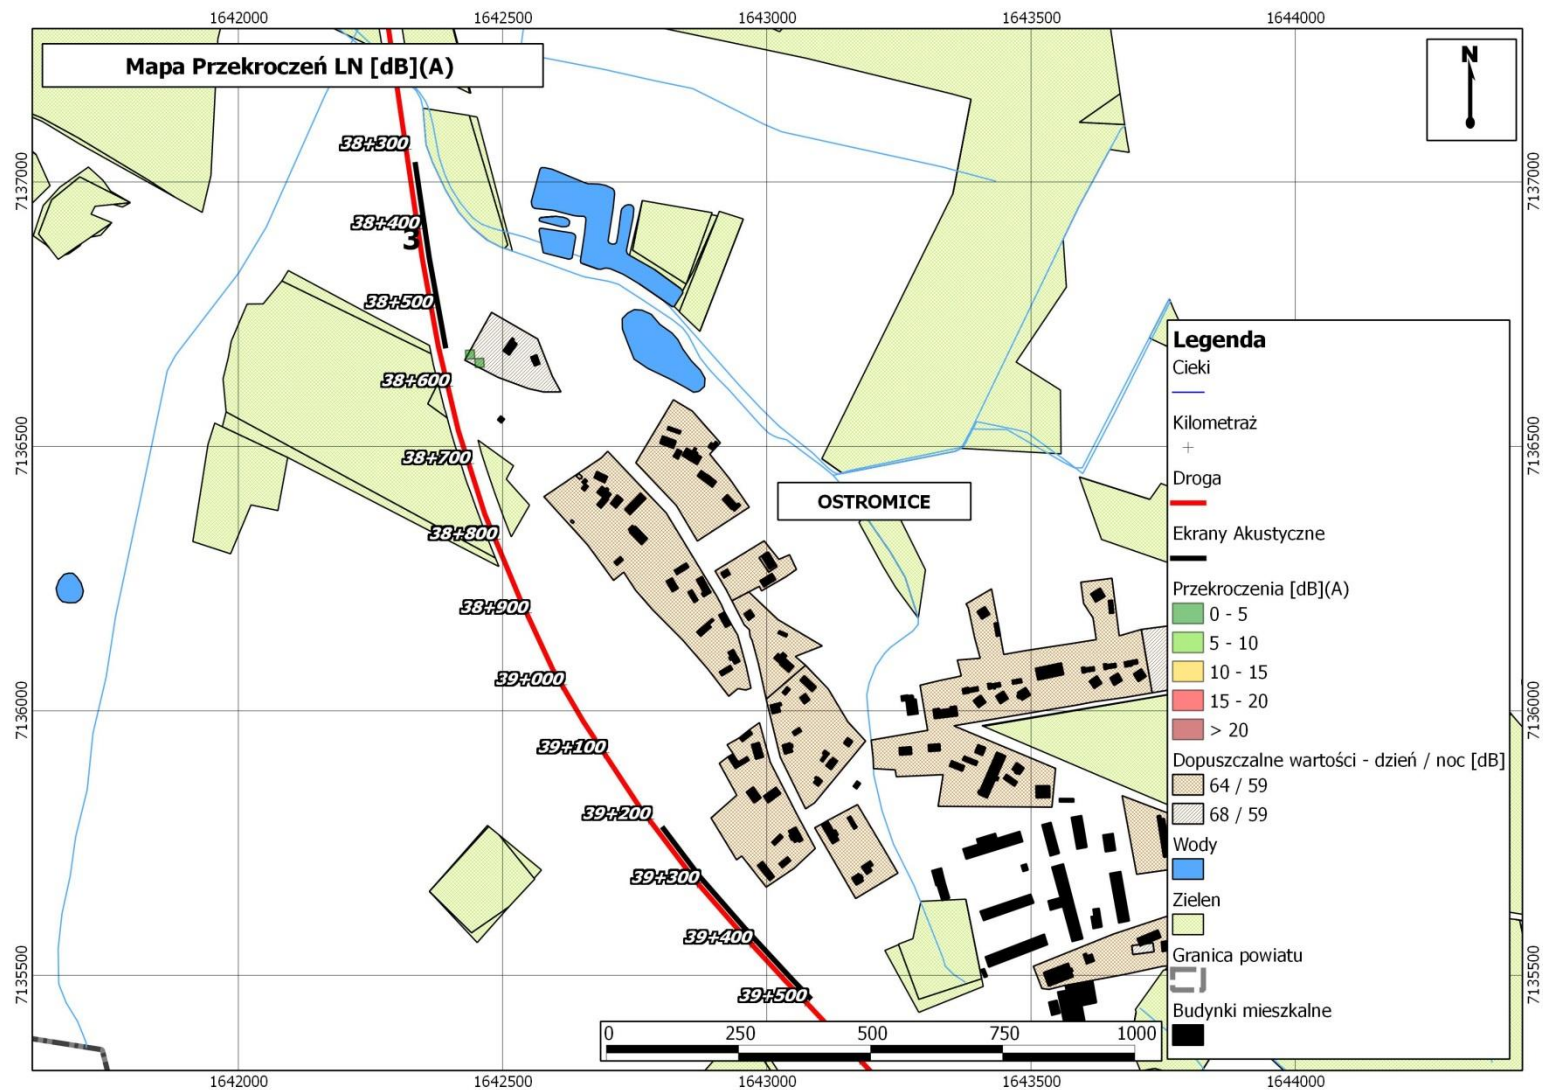 1642000 1642500 1643000 1643500 1644000
Mapa Przekroczeń LN [dB](A)
N
7137000 7137000
38+300
38+400
3
38+500
38+600
7136500 7136500
38+700
38+800
OSTROMICE
38+900
39+000
7136000 7136000
39+100
39+200
39+300
39+400
7135500 7135500
39+500
Legenda
Cieki
Kilometraż
Droga
Ekrany Akustyczne
Przekroczenia [dB](A)
0 - 5
5 - 10
10 - 15
15 - 20
> 20
Dopuszczalne wartości - dzień / noc [dB]
64 / 59
68 / 59
Wody
Zielen
Granica powiatu
Budynki mieszkalne
0 250 500 750 1000
1642000 1642500 1643000 1643500 1644000